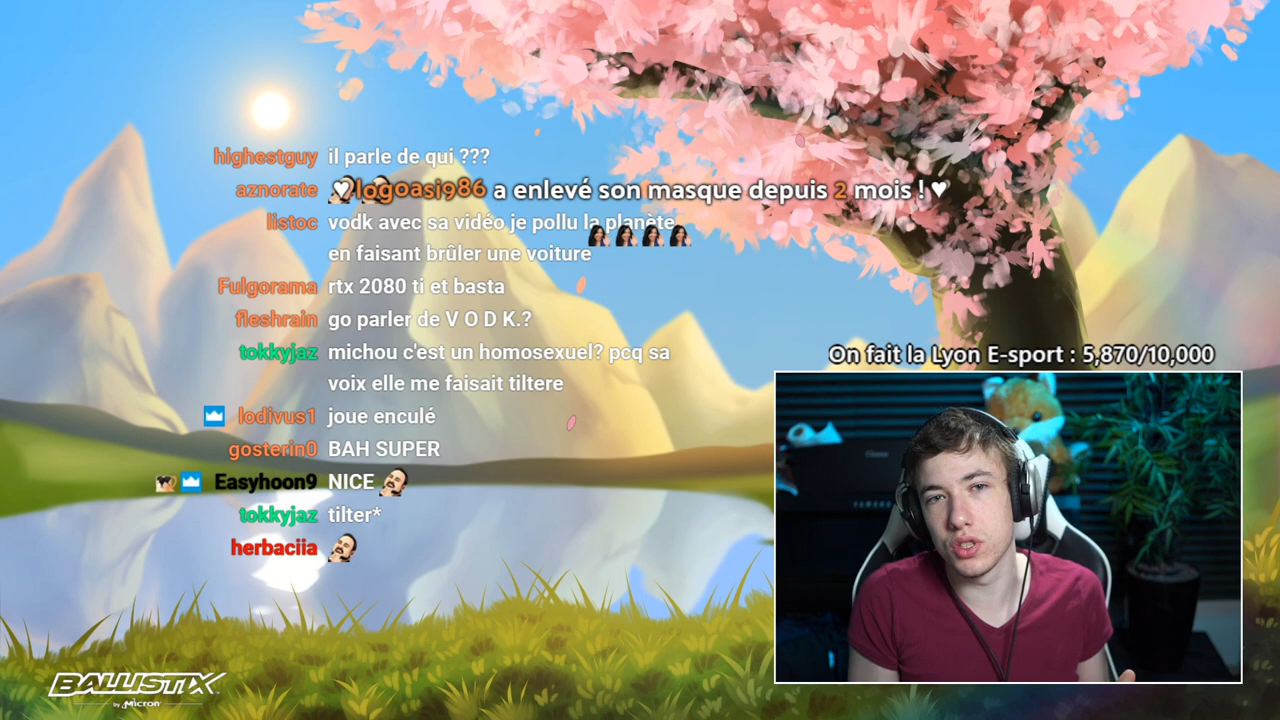 highestguy il parle de qui ???
aznorate logoasi986 a enlevé son masque depuis 2 mois !
listoc vodk avec sa vidéo je pollu la planète
en faisant brûler une voiture
Fulgorama rtx 2080 ti et basta
fleshrain go parler de V O D K.?
tokkyjaz michou c'est un homosexuel? pcq sa
voix elle me faisait tiltere
On fait la Lyon E-sport : 5,870/10,000
lodivus1 joue enculé
gosterin0 BAH SUPER
Easyhoon9 NICE
tokkyjaz tilter*
herbaciia
BALLISTIX
by Micron